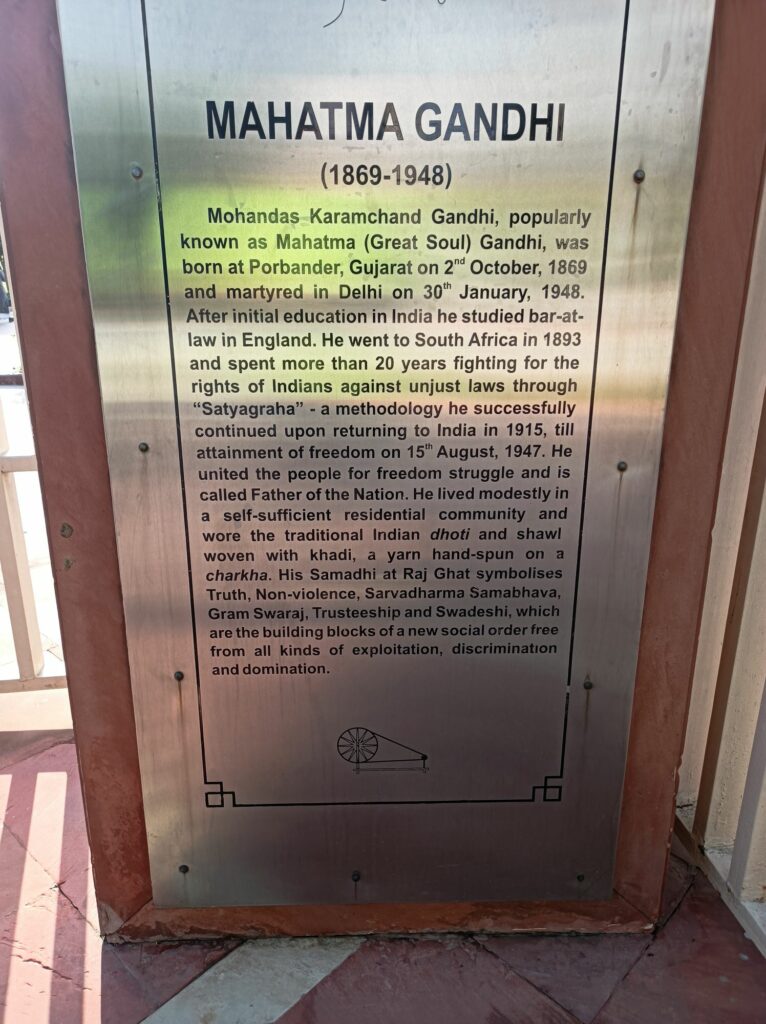 MAHATMA GANDHI
(1869-1948)
Mohandas Karamchand Gandhi, popularly
known as Mahatma (Great Soul) Gandhi, was
born at Porbander, Gujarat on 2nd October, 1869
and martyred in Delhi on 30th January, 1948.
After initial education in India he studied bar-at-
law in England. He went to South Africa in 1893
and spent more than 20 years fighting for the
rights of Indians against unjust laws through
“Satyagraha” - a methodology he successfully
continued upon returning to India in 1915, till
attainment of freedom on 15th August, 1947. He
united the people for freedom struggle and is
called Father of the Nation. He lived modestly in
a self-sufficient residential community and
wore the traditional Indian dhoti and shawl
woven with khadi, a yarn hand-spun on a
charkha. His Samadhi at Raj Ghat symbolises
Truth, Non-violence, Sarvadharma Samabhava,
Gram Swaraj, Trusteeship and Swadeshi, which
are the building blocks of a new social order free
from all kinds of exploitation, discrimination
and domination.